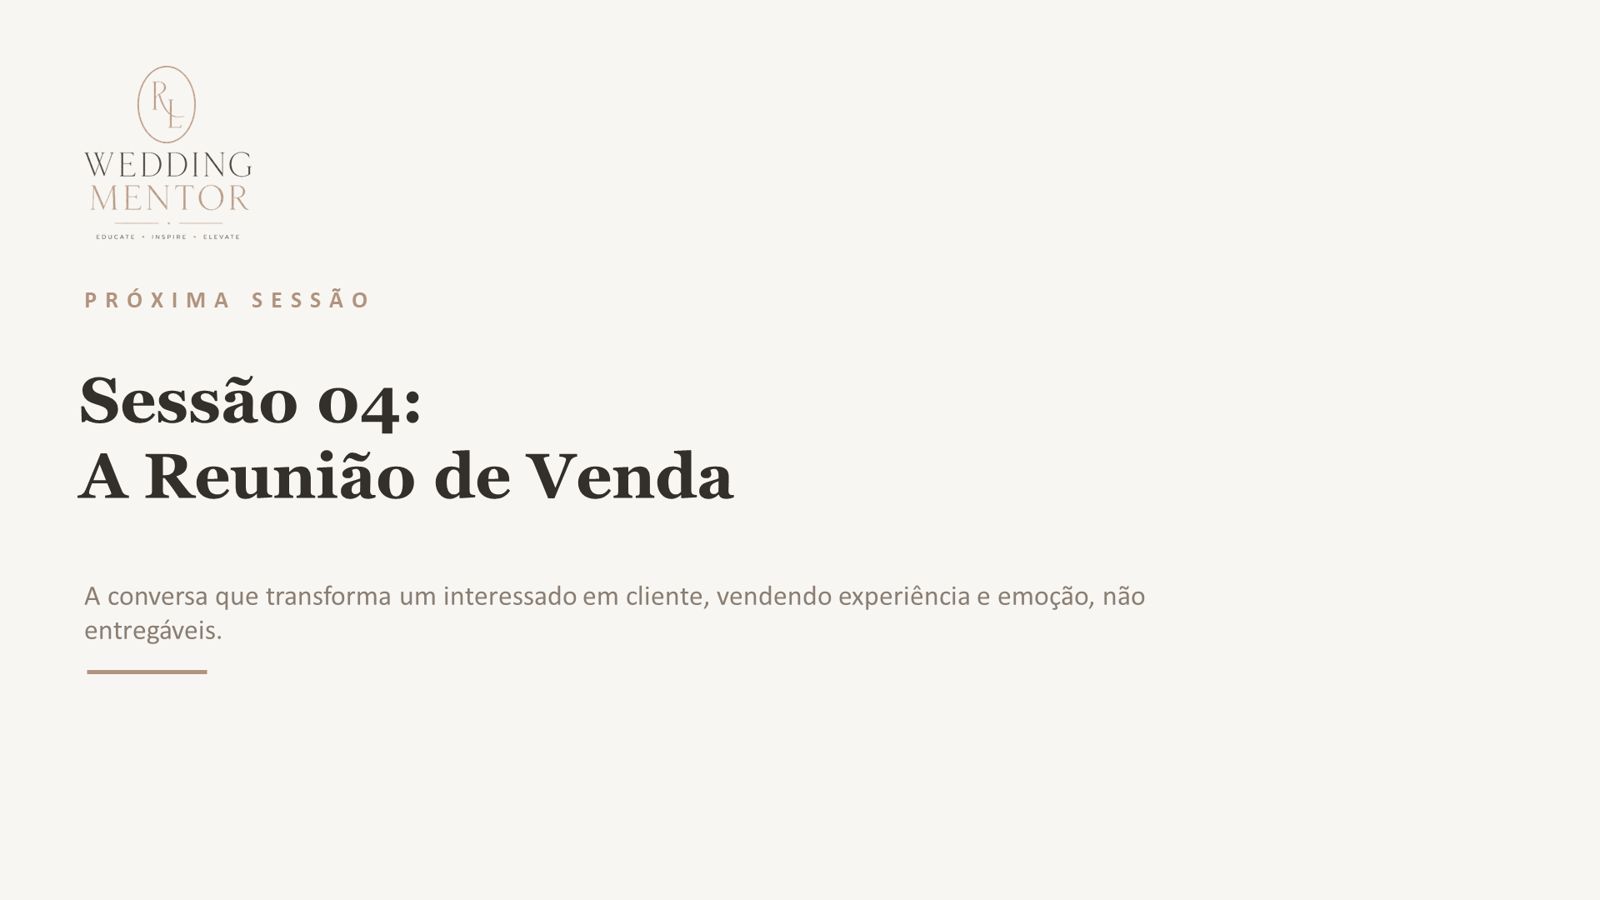 RL
WEDDING
MENTOR
EDUCATE • INSPIRE • ELEVATE
PRÓXIMA SESSÃO
Sessão 04:
A Reunião de Venda
A conversa que transforma um interessado em cliente, vendendo experiência e emoção, não
entregáveis.